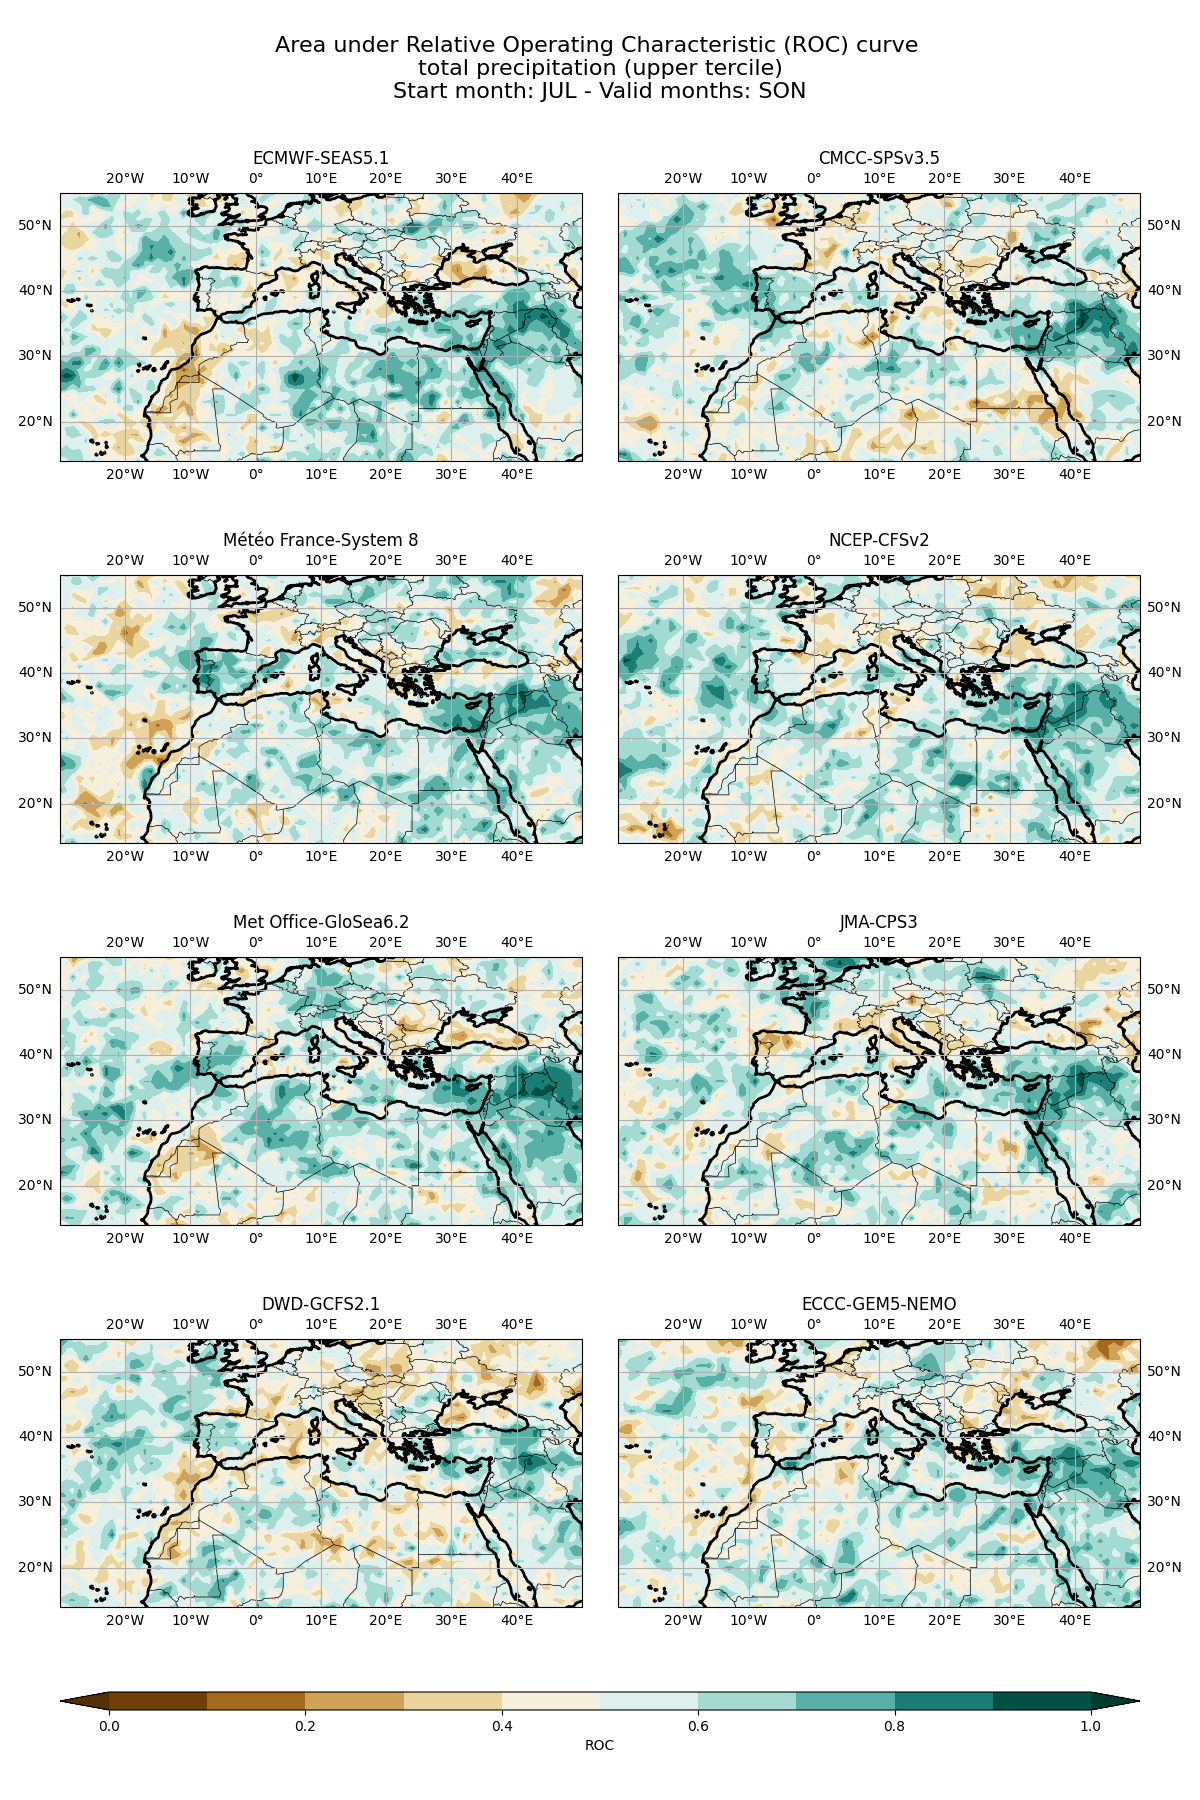 Area under Relative Operating Characteristic (ROC) curve
total precipitation (upper tercile)
Start month: JUL - Valid months: SON
ECMWF-SEAS5.1
20°W 10°W 0° 10°E 20°E 30°E 40°E
50°N
40°N
30°N
20°N
20°W 10°W 0° 10°E 20°E 30°E 40°E
CMCC-SPSv3.5
20°W 10°W 0° 10°E 20°E 30°E 40°E
50°N
40°N
30°N
20°N
20°W 10°W 0° 10°E 20°E 30°E 40°E
Météo France-System 8
20°W 10°W 0° 10°E 20°E 30°E 40°E
50°N
40°N
30°N
20°N
20°W 10°W 0° 10°E 20°E 30°E 40°E
NCEP-CFSv2
20°W 10°W 0° 10°E 20°E 30°E 40°E
50°N
40°N
30°N
20°N
20°W 10°W 0° 10°E 20°E 30°E 40°E
Met Office-GloSea6.2
20°W 10°W 0° 10°E 20°E 30°E 40°E
50°N
40°N
30°N
20°N
20°W 10°W 0° 10°E 20°E 30°E 40°E
JMA-CPS3
20°W 10°W 0° 10°E 20°E 30°E 40°E
50°N
40°N
30°N
20°N
20°W 10°W 0° 10°E 20°E 30°E 40°E
DWD-GCFS2.1
20°W 10°W 0° 10°E 20°E 30°E 40°E
50°N
40°N
30°N
20°N
20°W 10°W 0° 10°E 20°E 30°E 40°E
ECCC-GEM5-NEMO
20°W 10°W 0° 10°E 20°E 30°E 40°E
50°N
40°N
30°N
20°N
20°W 10°W 0° 10°E 20°E 30°E 40°E
0.0 0.2 0.4 0.6 0.8 1.0
ROC